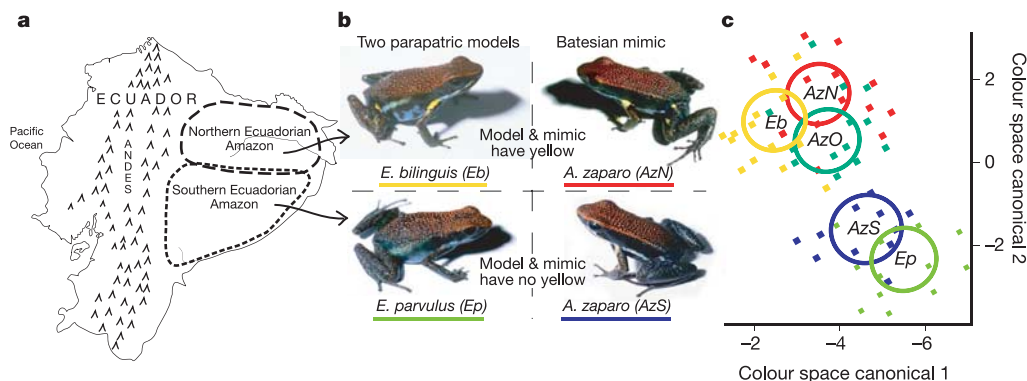 a
ECUADOR
ANDES
Pacific
Ocean
Northern Ecuadorian
Amazon
Southern Ecuadorian
Amazon
b
Two parapatric models
Batesian mimic
Model & mimic
have yellow
E. bilinguis (Eb)
A. zaparo (AzN)
Model & mimic
have no yellow
E. parvulus (Ep)
A. zaparo (AzS)
c
AzN
Eb
AzO
AzS
Ep
2
0
−2
Colour space canonical 2
−2
−4
−6
Colour space canonical 1